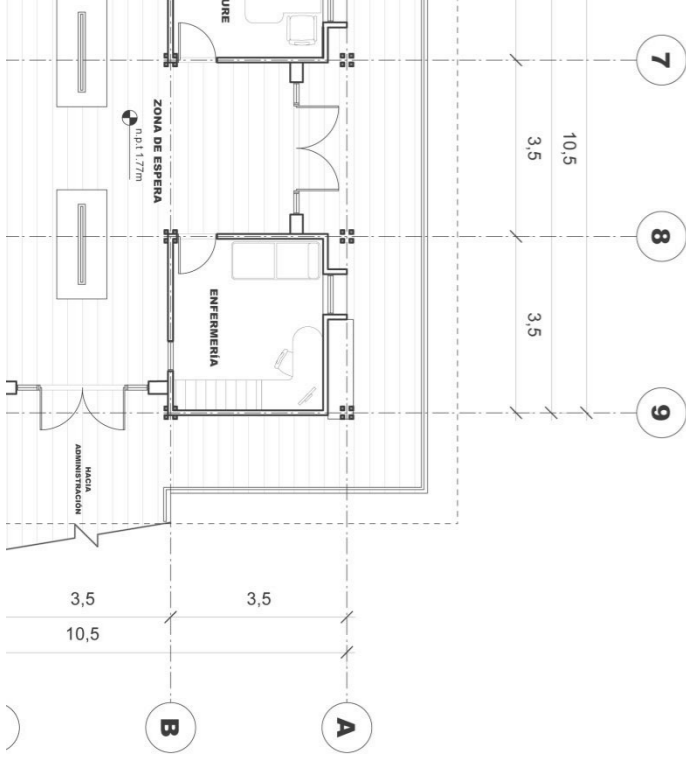 URE
ZONA DE ESPERA
n.p.t 1.77m
ENFERMERÍA
HACIA
ADMINISTRACIÓN
7
8
9
3,5
10,5
3,5
3,5
3,5
10,5
B
A